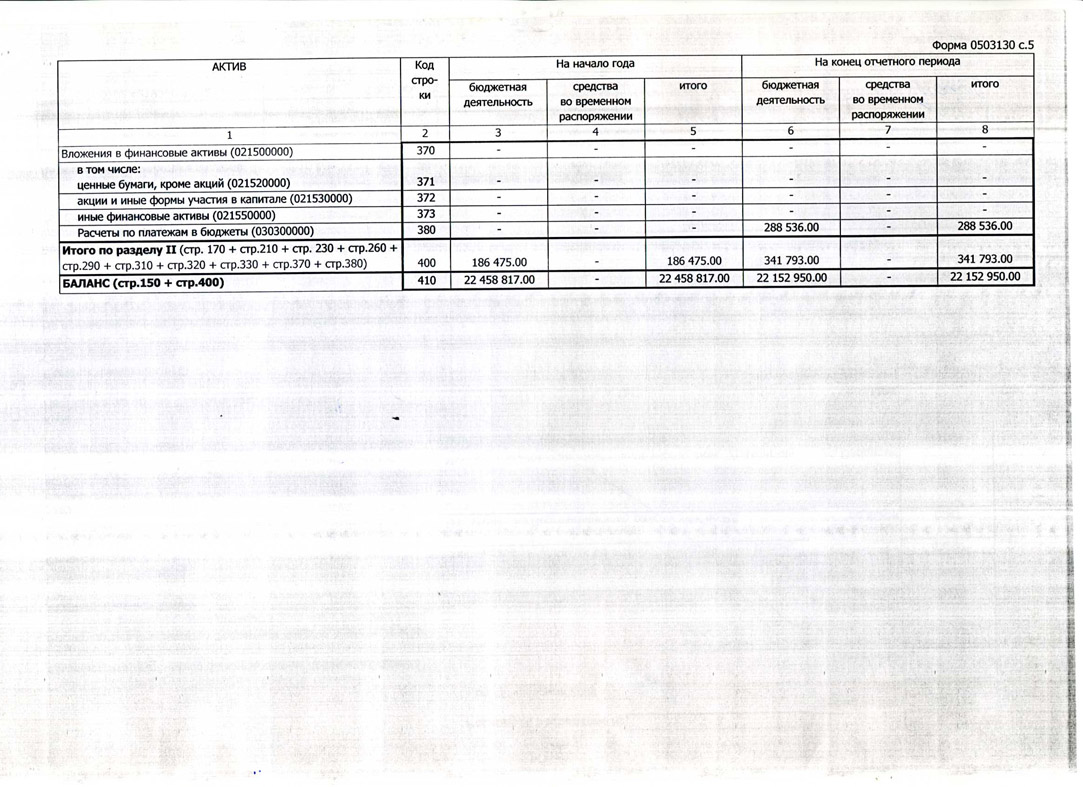 Форма 0503130 с.5
АКТИВ Код стро-ки На начало года На конец отчетного периода
бюджетная деятельность средства во временном распоряжении итого бюджетная деятельность средства во временном распоряжении итого
1 2 3 4 5 6 7 8
Вложения в финансовые активы (021500000) 370 - - - - - -
в том числе:
ценные бумаги, кроме акций (021520000) 371 - - - - - -
акции и иные формы участия в капитале (021530000) 372 - - - - - -
иные финансовые активы (021550000) 373 - - - - - -
Расчеты по платежам в бюджеты (030300000) 380 - - - 288 536.00 - 288 536.00
Итого по разделу II (стр. 170 + стр.210 + стр. 230 + стр.260 +
стр.290 + стр.310 + стр.320 + стр.330 + стр.370 + стр.380) 400 186 475.00 - 186 475.00 341 793.00 - 341 793.00
БАЛАНС (стр.150 + стр.400) 410 22 458 817.00 - 22 458 817.00 22 152 950.00 - 22 152 950.00